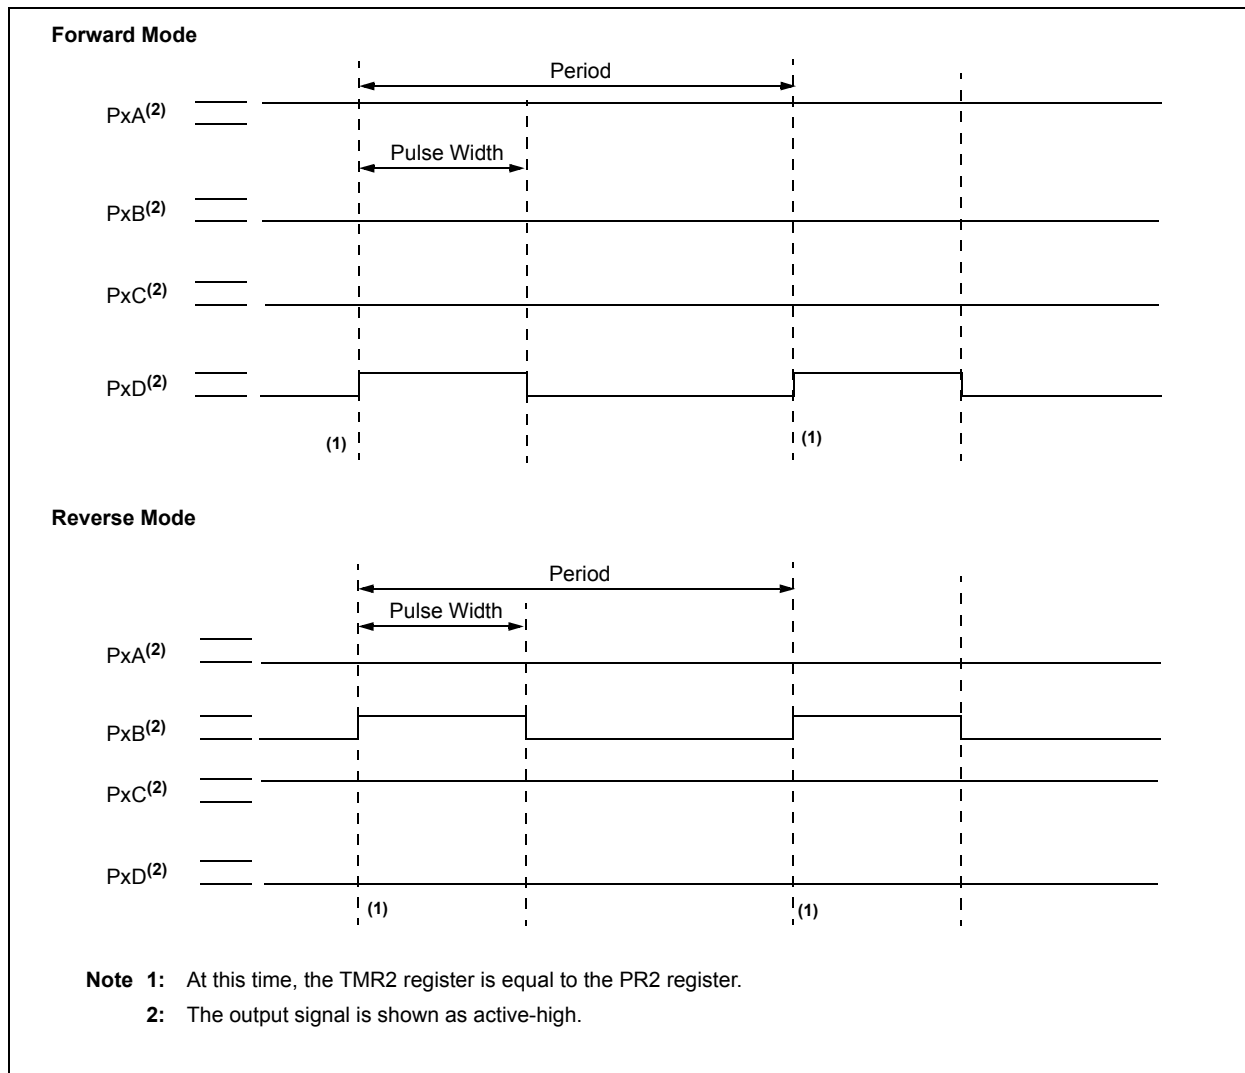 Forward Mode
Period
PxA(2)
Pulse Width
PxB(2)
PxC(2)
PxD(2)
(1)
(1)
Reverse Mode
Period
Pulse Width
PxA(2)
PxB(2)
PxC(2)
PxD(2)
(1)
(1)
Note 1: At this time, the TMR2 register is equal to the PR2 register.
2: The output signal is shown as active-high.